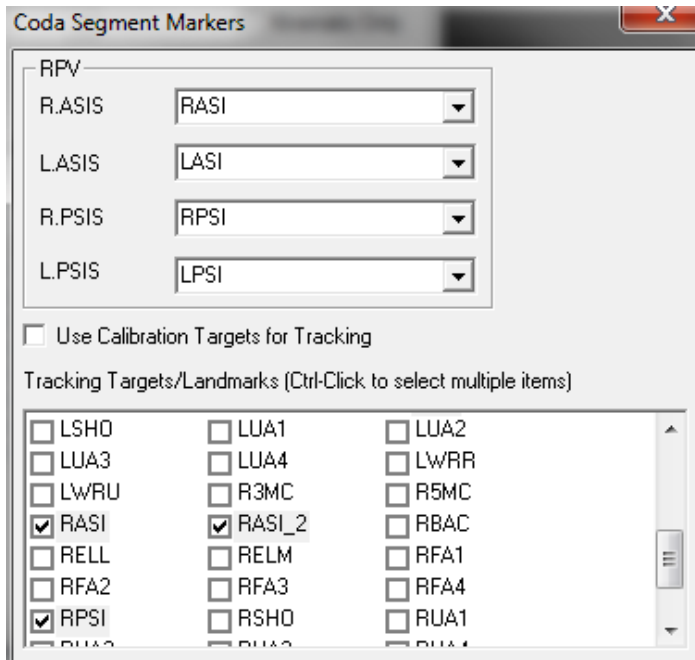 Coda Segment Markers
RPV
R.ASIS RASI
L.ASIS LASI
R.PSIS RPSI
L.PSIS LPSI
Use Calibration Targets for Tracking
Tracking Targets/Landmarks (Ctrl-Click to select multiple items)
LSHO LUA1 LUA2
LUA3 LUA4 LWRR
LWRU R3MC R5MC
RASI RASI_2 RBAC
RELL RELM RFA1
RFA2 RFA3 RFA4
RPSI RSHO RUA1